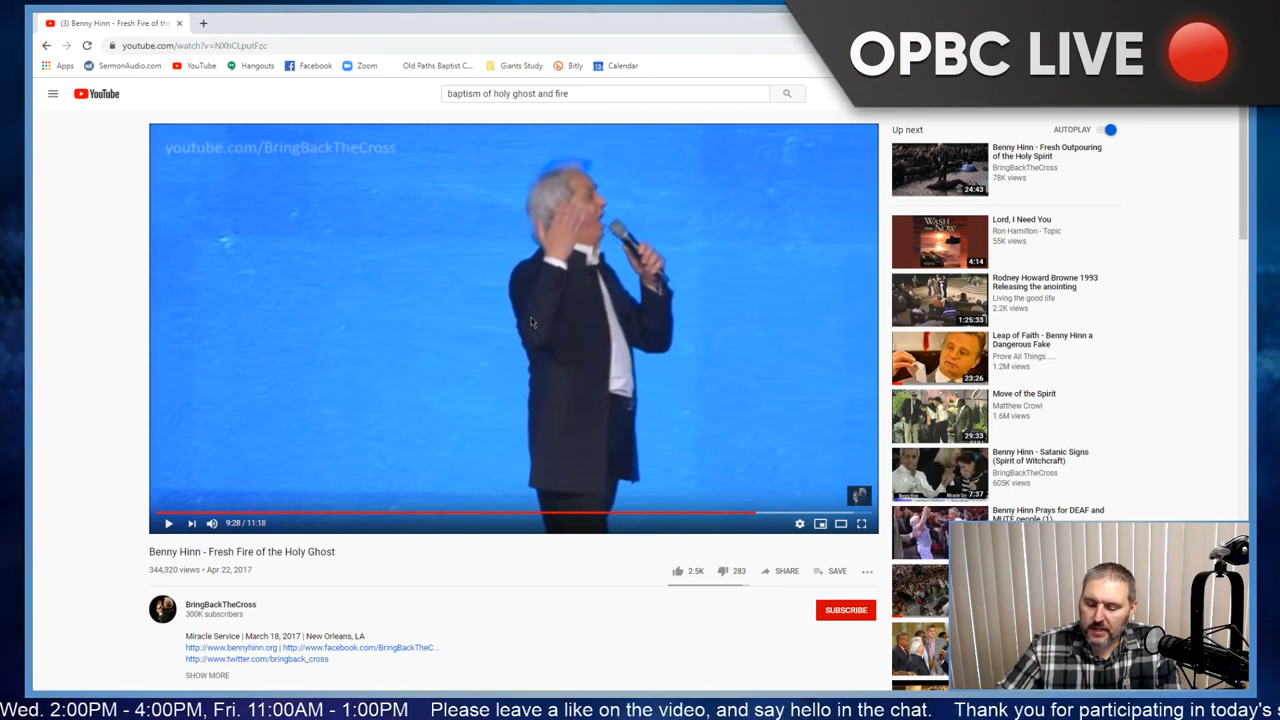 (3) Benny Hinn - Fresh Fire of the
OPBC LIVE
youtube.com/watch?v=NXhCLputFzc
Apps SermonAudio.com YouTube Hangouts Facebook Zoom Old Paths Baptist C... Giants Study Bitly Calendar
YouTube
baptism of holy ghost and fire
youtube.com/BringBackTheCross
9:28 / 11:18
Benny Hinn - Fresh Fire of the Holy Ghost
344,320 views • Apr 22, 2017
2.5K 283 SHARE SAVE
BringBackTheCross
300K subscribers
SUBSCRIBE
Miracle Service | March 18, 2017 | New Orleans, LA
http://www.bennyhinn.org | http://www.facebook.com/BringBackTheC...
http://www.twitter.com/bringback_cross
SHOW MORE
Up next
AUTOPLAY
Benny Hinn - Fresh Outpouring
of the Holy Spirit
BringBackTheCross
78K views
24:43
WASH
ME NOW
Lord, I Need You
Ron Hamilton - Topic
55K views
4:14
Rodney Howard Browne 1993
Releasing the anointing
Living the good life
2.2K views
1:25:33
Leap of Faith - Benny Hinn a
Dangerous Fake
Prove All Things.....
1.2M views
23:26
Move of the Spirit
Matthew Crowl
1.6M views
29:33
Benny Hinn - Satanic Signs
(Spirit of Witchcraft)
BringBackTheCross
605K views
7:37
Benny Hinn Prays for DEAF and
MUTE people (1)
Wed. 2:00PM - 4:00PM, Fri. 11:00AM - 1:00PM Please leave a like on the video, and say hello in the chat. Thank you for participating in today's s